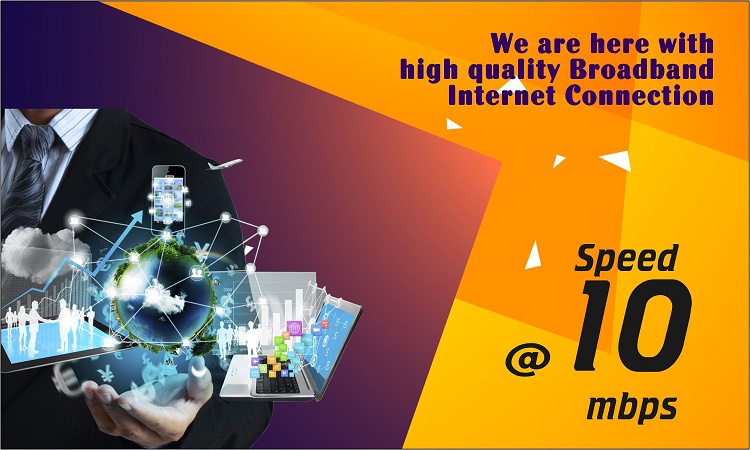 We are here with
high quality Broadband
Internet Connection
Speed
@ 10
mbps